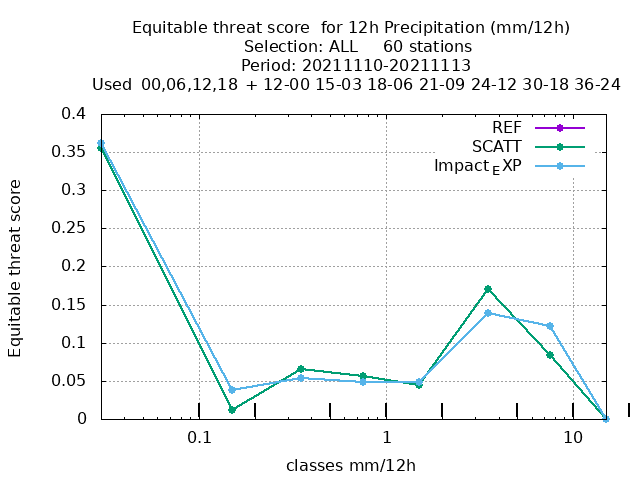 Equitable threat score  for 12h Precipitation (mm/12h)
Selection: ALL     60 stations
Period: 20211110-20211113
Used  00,06,12,18  + 12-00 15-03 18-06 21-09 24-12 30-18 36-24
0.4
0.35
0.3
0.25
0.2
0.15
0.1
0.05
0
Equitable threat score
REF
SCATT
Impact_EXP
0.1
1
10
classes mm/12h